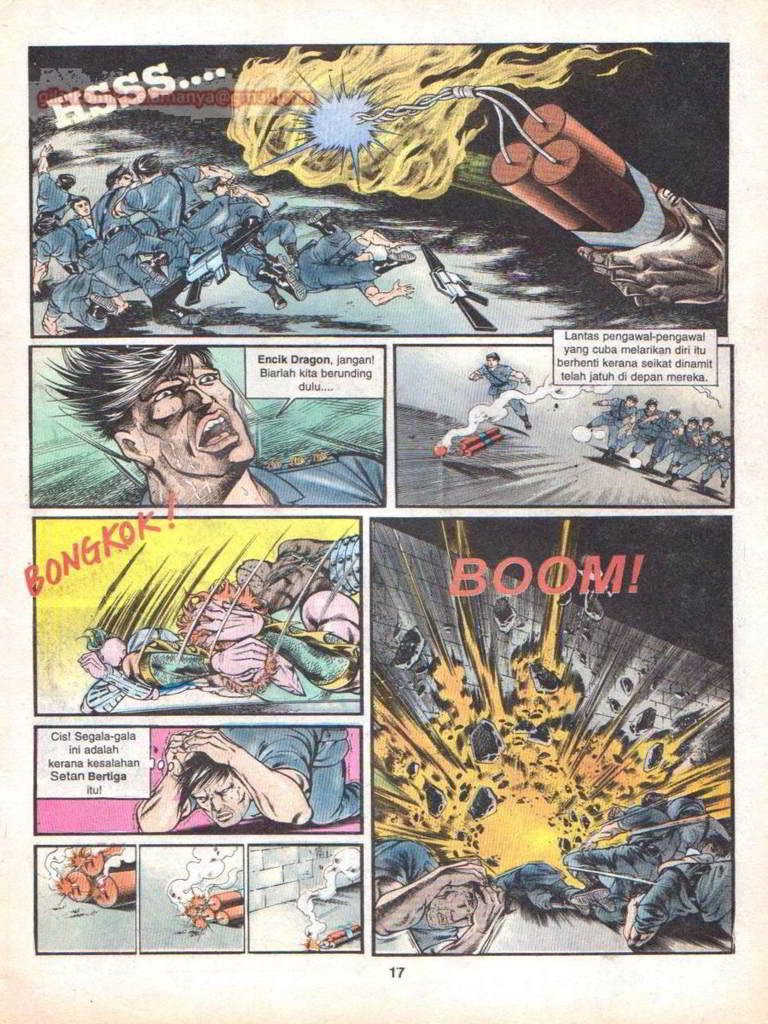 HSSS....
Encik Dragon, jangan!
Biarlah kita berunding
dulu....
Lantas pengawal-pengawal
yang cuba melarikan diri itu
berhenti kerana seikat dinamit
telah jatuh di depan mereka.
BONGKOK!
BOOM!
Cis! Segala-gala
ini adalah
kerana kesalahan
Setan Bertiga
itu!
17